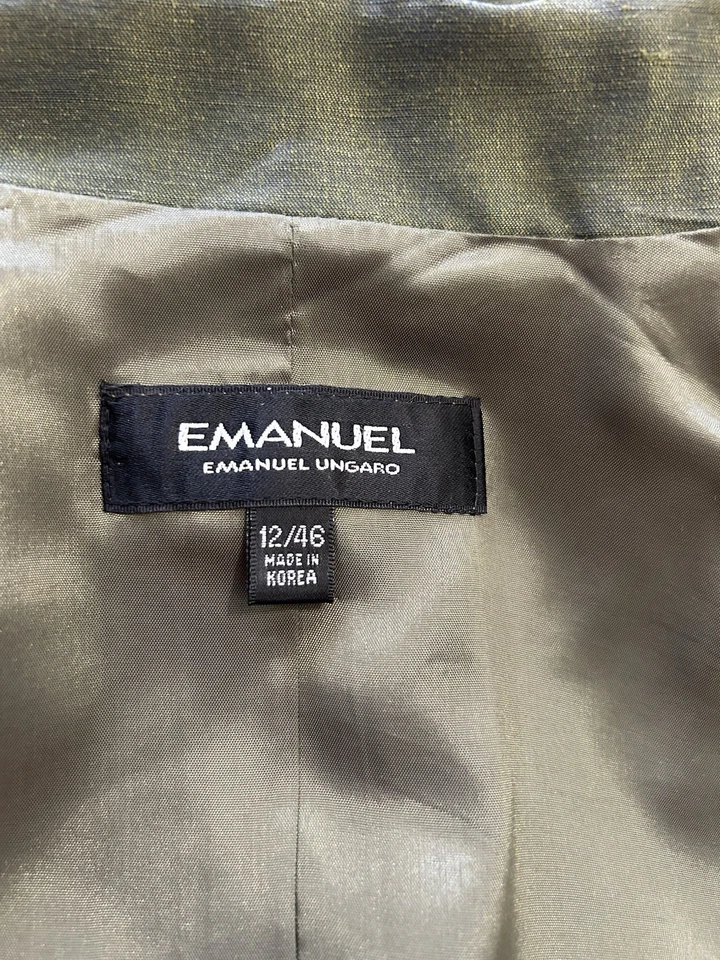 EMANUEL
EMANUEL UNGARO
12/46
MADE IN
KOREA